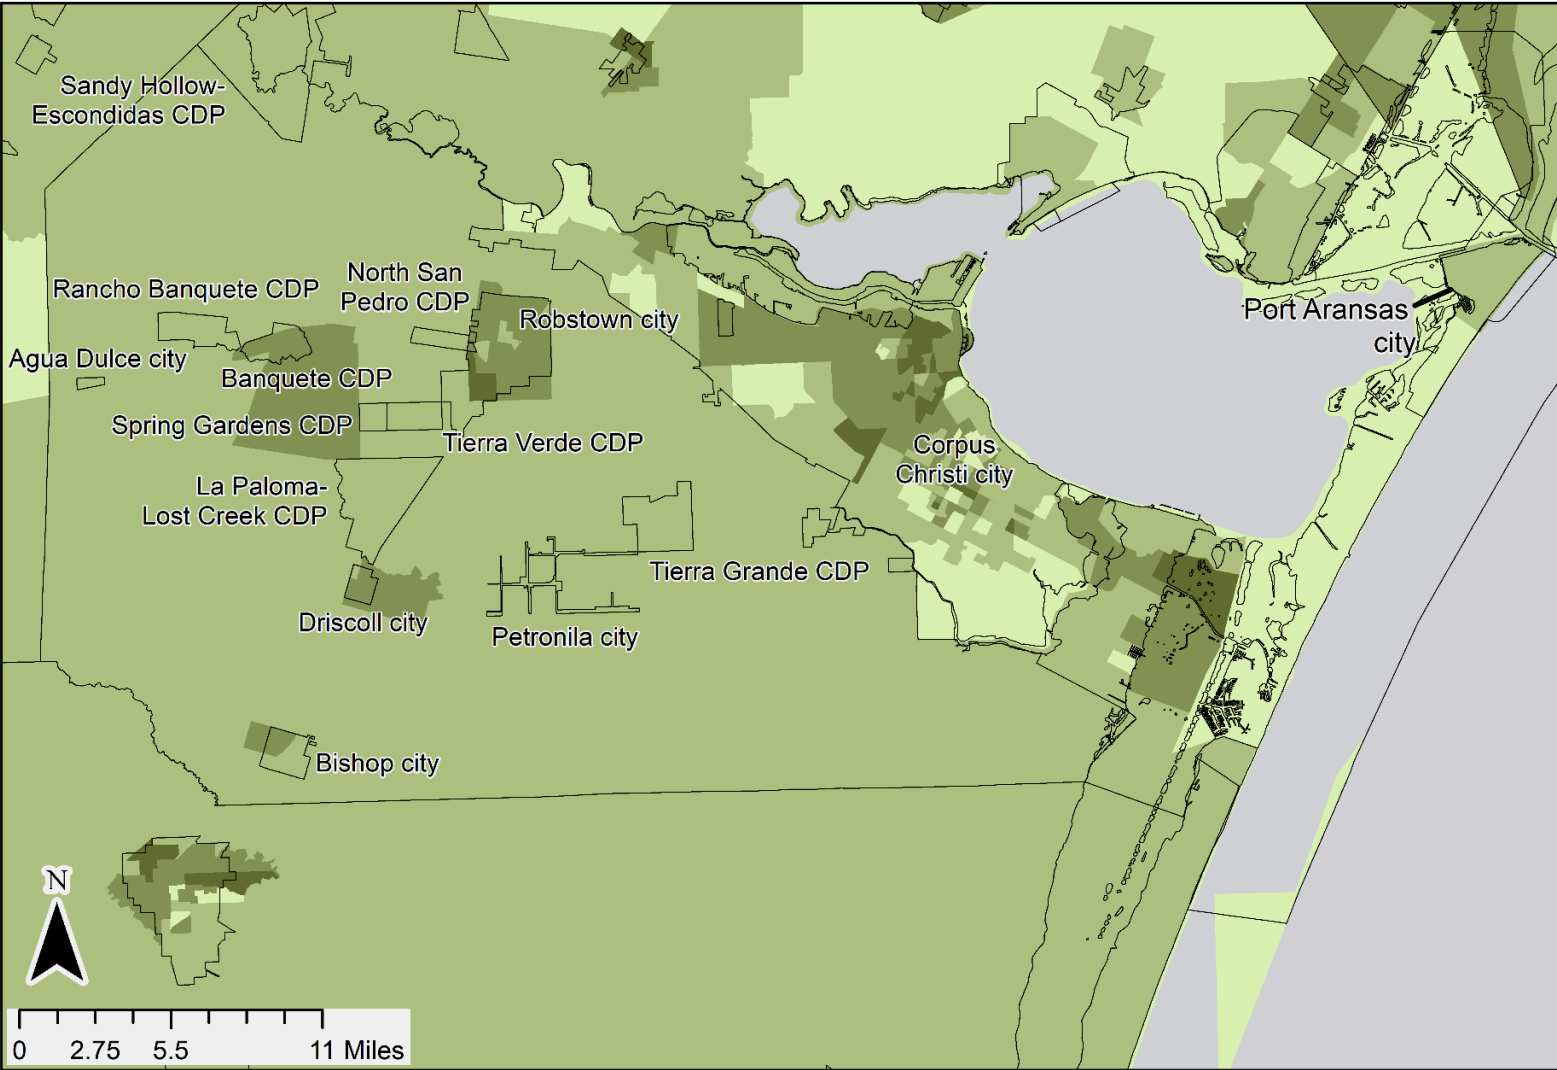 Sandy Hollow-
Escondidas CDP
Rancho Banquete CDP
North San
Pedro CDP
Robstown city
Port Aransas
city
Agua Dulce city
Banquete CDP
Spring Gardens CDP
Tierra Verde CDP
Corpus
Christi city
La Paloma-
Lost Creek CDP
Tierra Grande CDP
Driscoll city
Petronila city
Bishop city
N
0 2.75 5.5 11 Miles